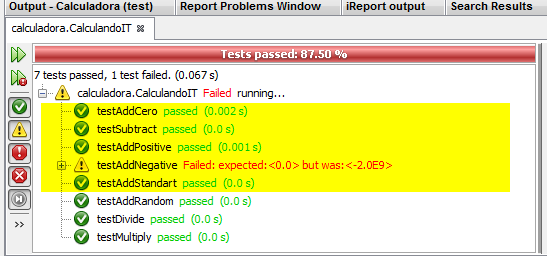 Output - Calculadora (test) Report Problems Window iReport output Search Results
calculadora.CalculandoIT
Tests passed: 87.50 %
7 tests passed, 1 test failed. (0.067 s)
calculadora.CalculandoIT Failed running...
testAddCero passed (0.002 s)
testSubtract passed (0.0 s)
testAddPositive passed (0.001 s)
testAddNegative Failed: expected:<0.0> but was:<-2.0E9>
testAddStandart passed (0.0 s)
testAddRandom passed (0.0 s)
testDivide passed (0.0 s)
testMultiply passed (0.0 s)
>>